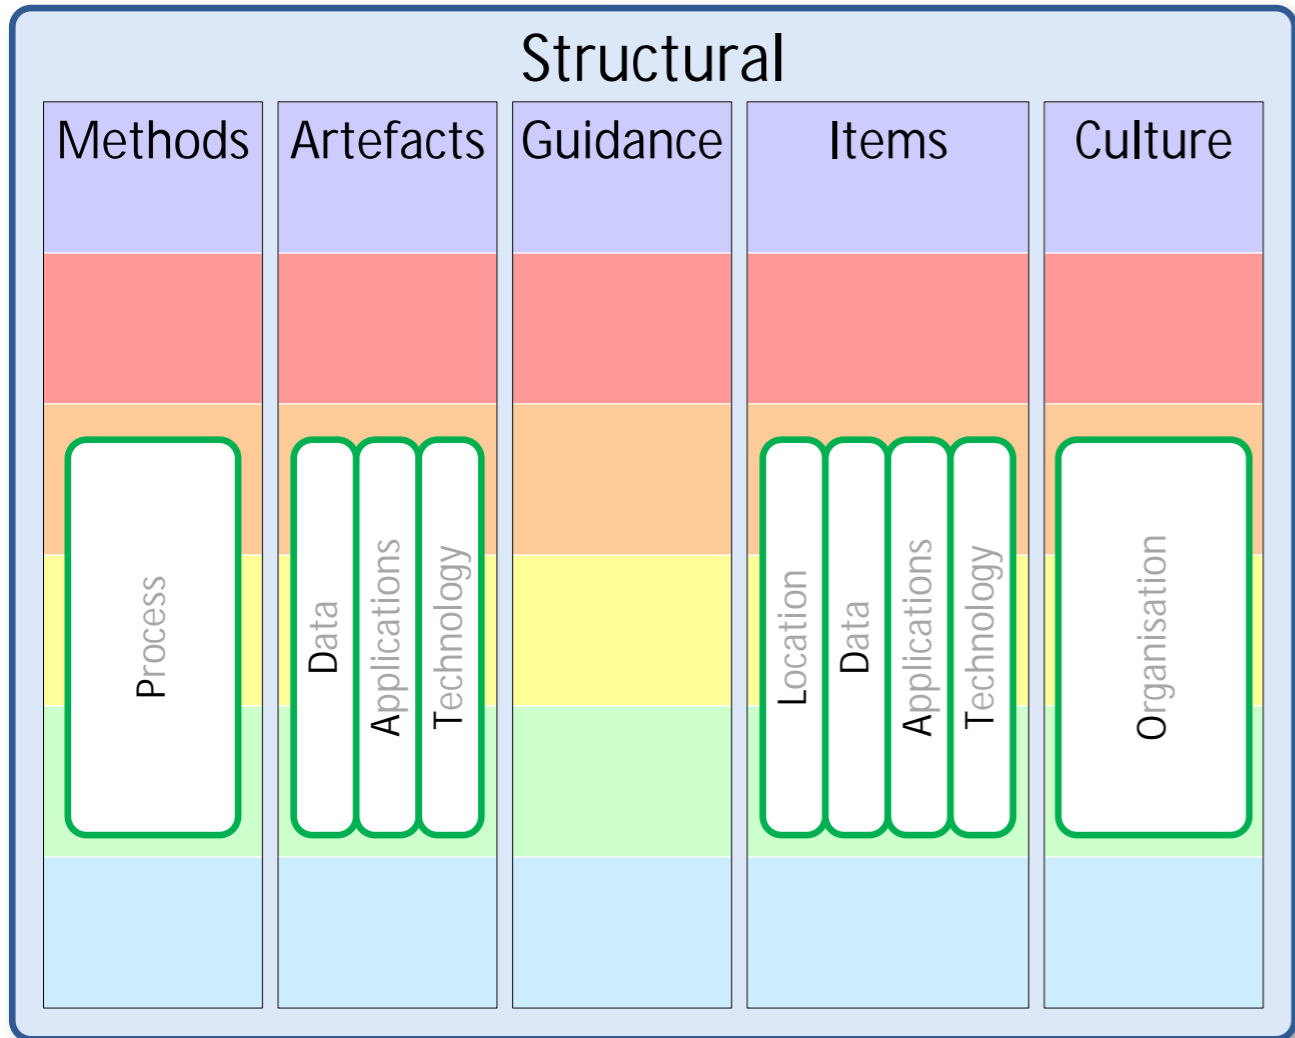 Structural
Methods
Artefacts
Guidance
Items
Culture
Process
Data
Applications
Technology
Location
Data
Applications
Technology
Organisation